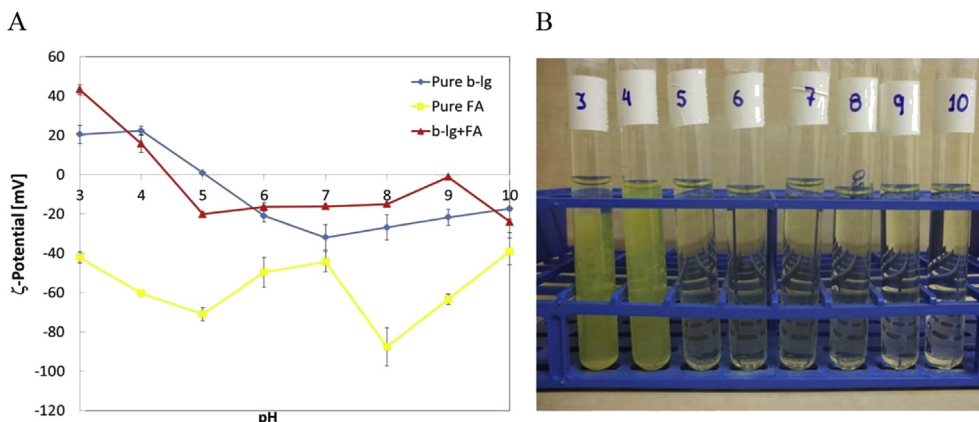 A
B
60
40
20
0
-20
-40
-60
-80
-100
-120
ζ-Potential [mV]
Pure b-lg
Pure FA
b-lg+FA
3 4 5 6 7 8 9 10
pH
3 4 5 6 7 8 9 10